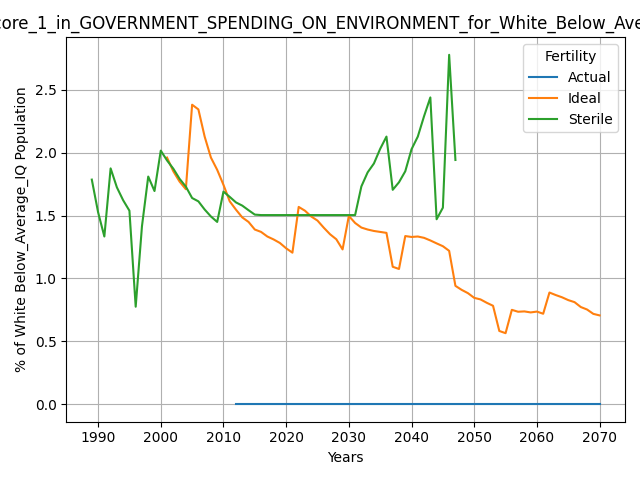 core_1_in_GOVERNMENT_SPENDING_ON_ENVIRONMENT_for_White_Below_Ave
Fertility
Actual
Ideal
Sterile
% of White Below_Average_IQ Population
2.5
2.0
1.5
1.0
0.5
0.0
1990 2000 2010 2020 2030 2040 2050 2060 2070
Years